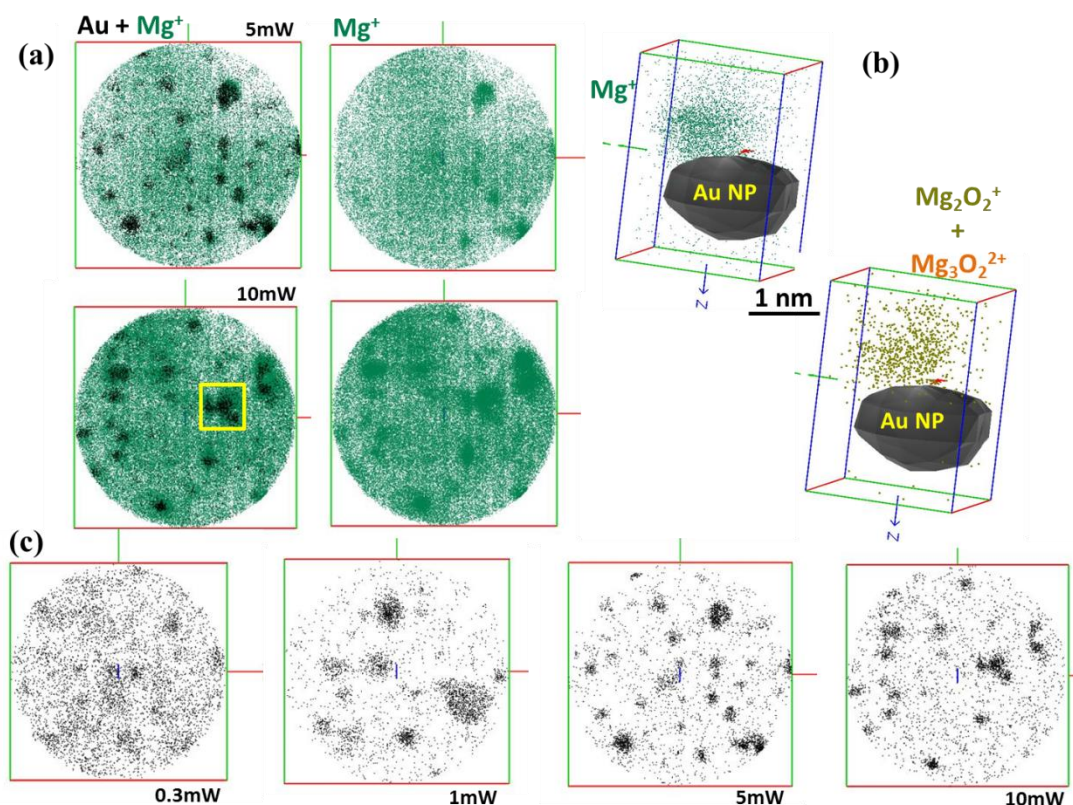 (a)
Au + Mg⁺
5mW
Mg⁺
(b)
Mg⁺
Au NP
Z
1 nm
Mg₂O₂⁺
+
Mg₃O₂²⁺
Au NP
Z
10mW
(c)
0.3mW
1mW
5mW
10mW